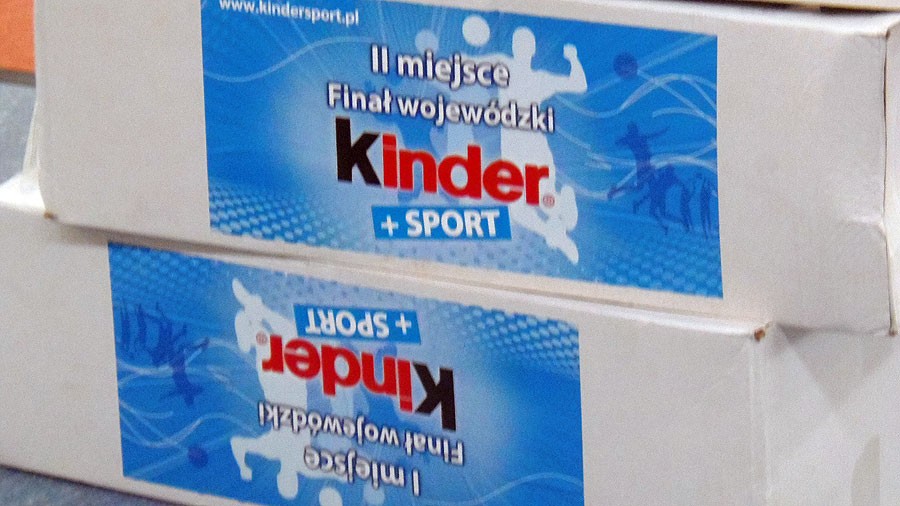 www.kindersport.pl
II miejsce
Finał wojewódzki
Kinder®
+ SPORT
I miejsce
Finał wojewódzki
Kinder®
+ SPORT